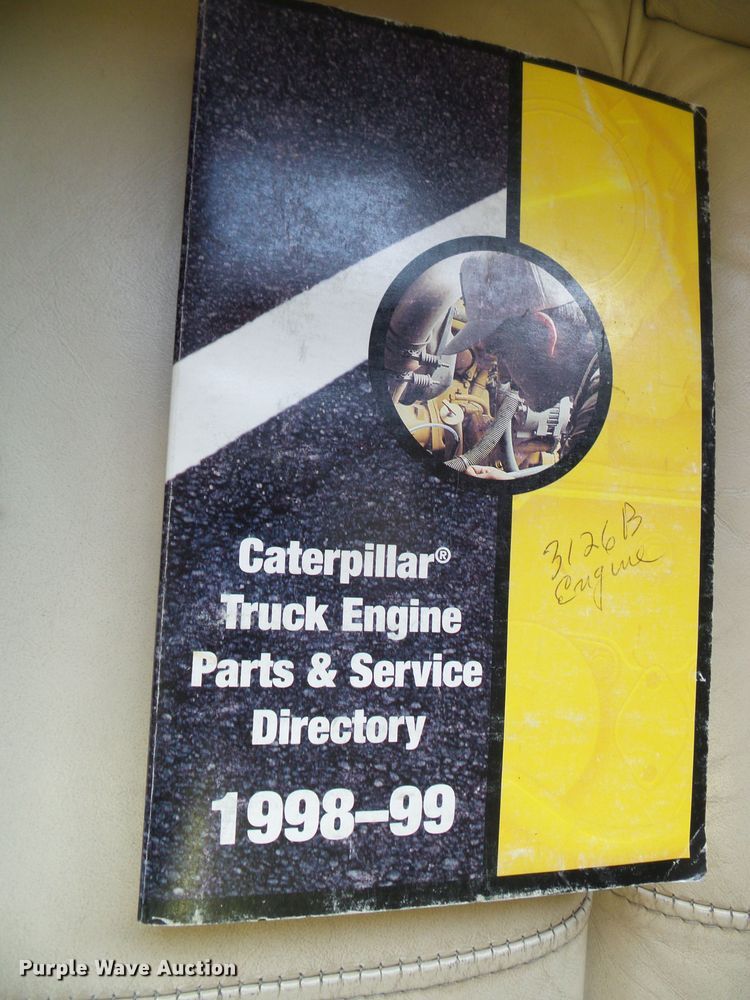 3126B
Engine
Caterpillar®
Truck Engine
Parts & Service
Directory
1998–99
Purple Wave Auction